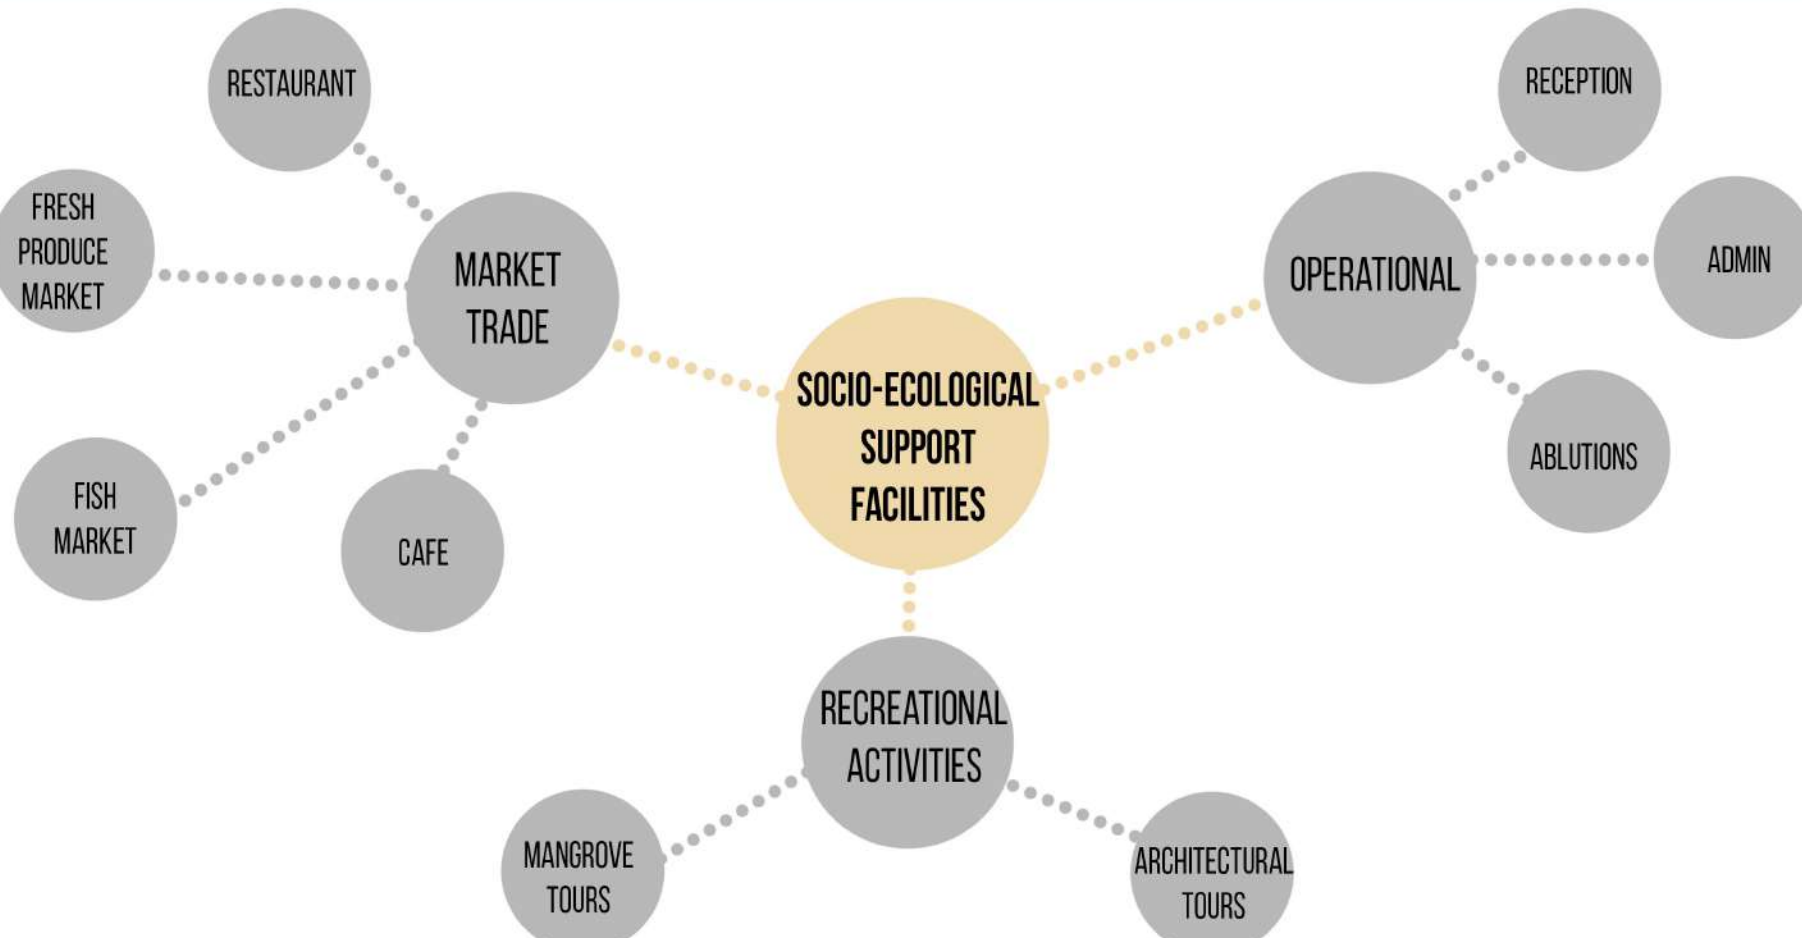 RESTAURANT
FRESH
PRODUCE
MARKET
MARKET
TRADE
FISH
MARKET
CAFE
SOCIO-ECOLOGICAL
SUPPORT
FACILITIES
OPERATIONAL
RECEPTION
ADMIN
ABLUTIONS
RECREATIONAL
ACTIVITIES
MANGROVE
TOURS
ARCHITECTURAL
TOURS